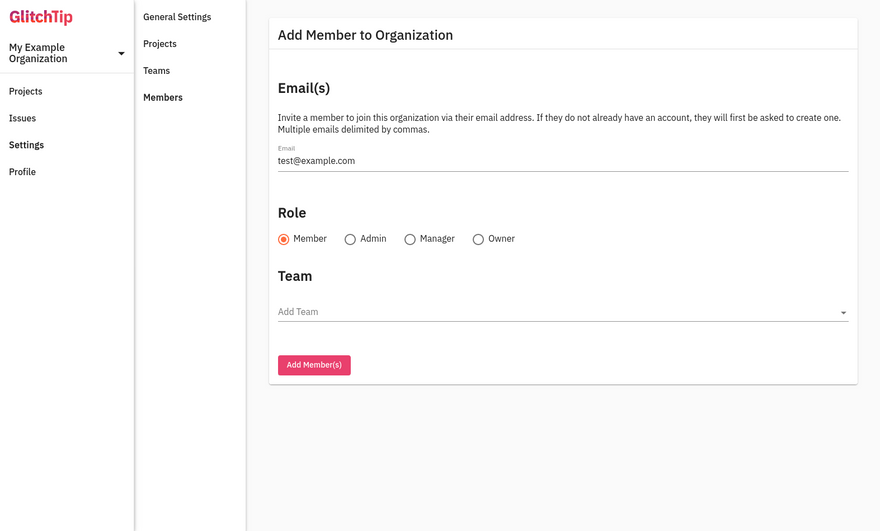 GlitchTip
My Example
Organization
Projects
Issues
Settings
Profile
General Settings
Projects
Teams
Members
Add Member to Organization
Email(s)
Invite a member to join this organization via their email address. If they do not already have an account, they will first be asked to create one.
Multiple emails delimited by commas.
Email
test@example.com
Role
Member Admin Manager Owner
Team
Add Team
Add Member(s)